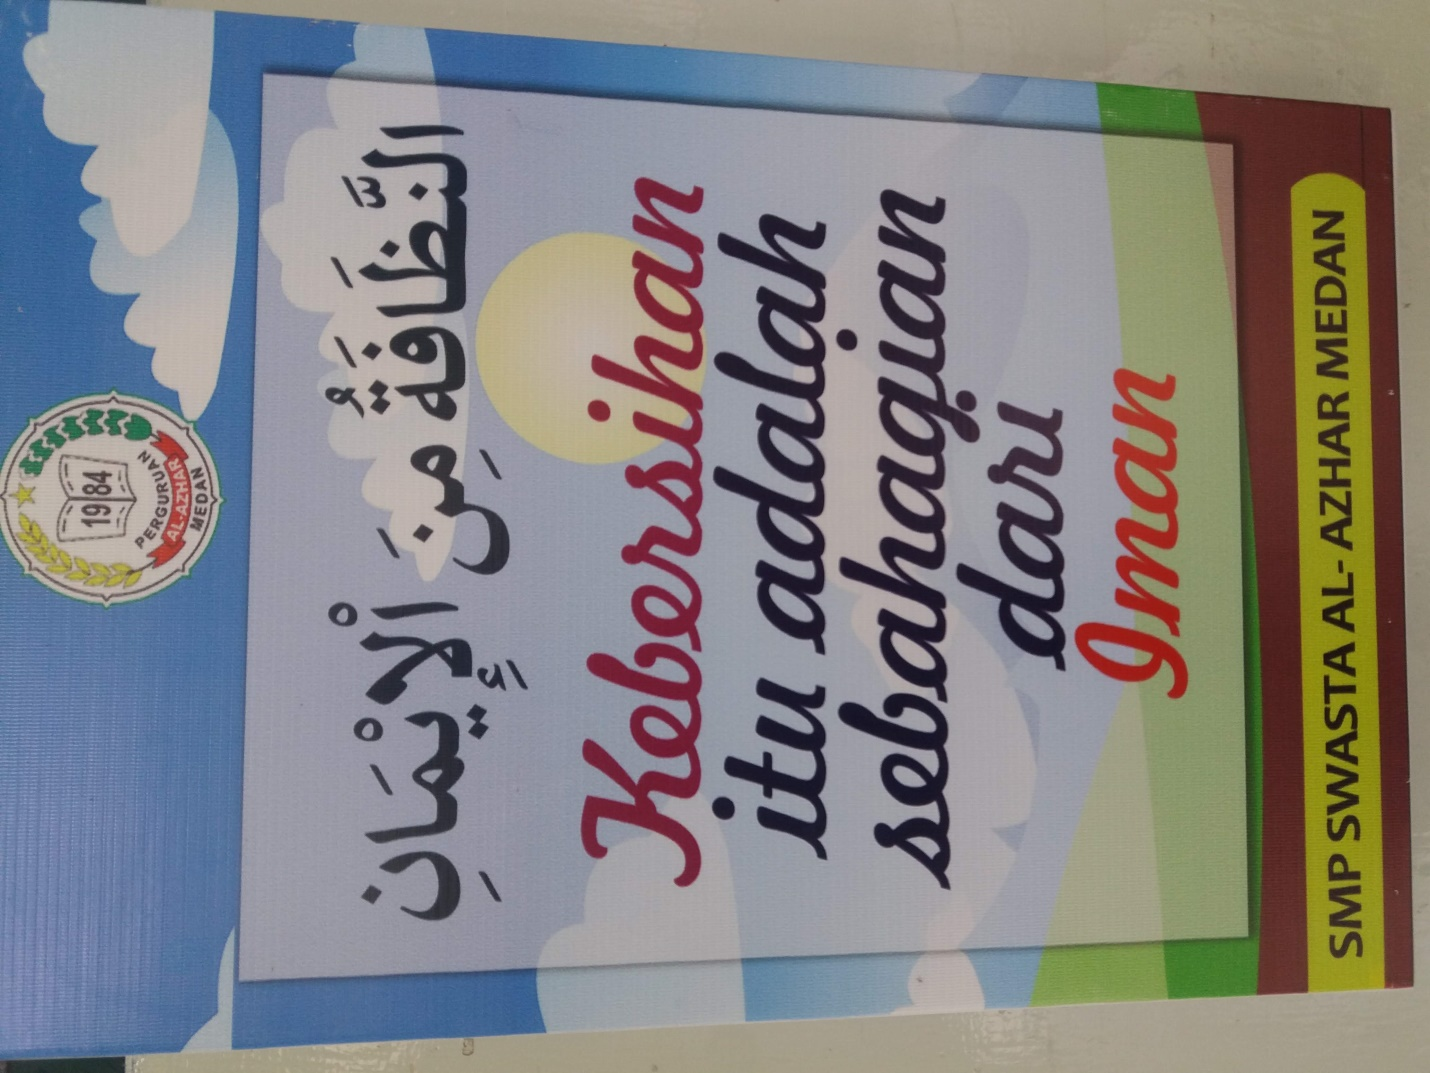 1984
PERGURUAN
AL-AZHAR
MEDAN
النَّظَافَةُ مِنَ الْإِيْمَانِ
Kebersihan
itu adalah
sebahagian
dari
Iman
SMP SWASTA AL- AZHAR MEDAN